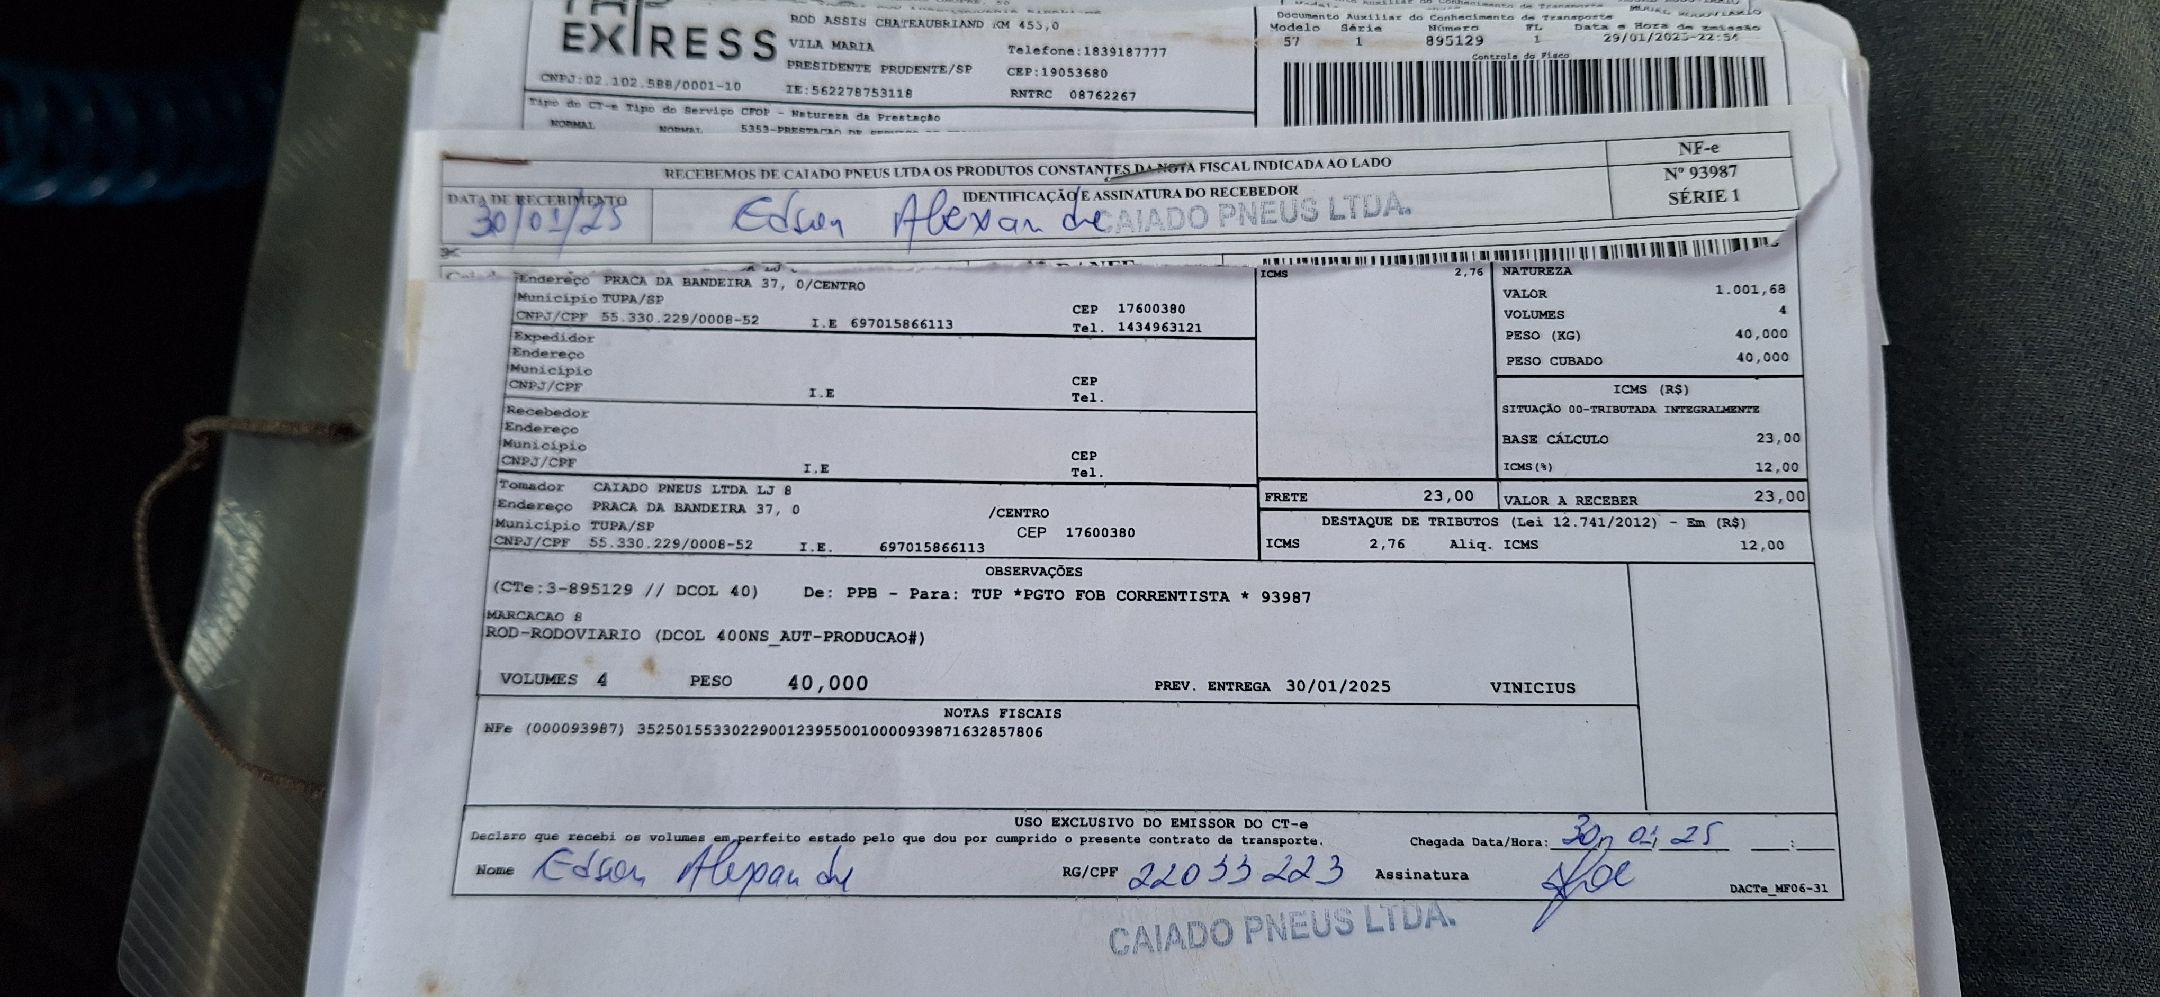 EXPRESS
CNPJ:02.102.588/0001-10
ROD ASSIS CHATEAUBRIAND KM 453,0
VILA MARIA
Telefone:1839187777
PRESIDENTE PRUDENTE/SP
CEP:19053680
IE:562278753118
RNTRC 08762267
Documento Auxiliar do Conhecimento de Transporte
Modelo Série Número FL Data e Hora de Emissão
57 1 895129 1 29/01/2025-22:54
Controle do Fisco
Tipo do CT-e Tipo do Serviço CFOP - Natureza da Prestação
NORMAL NORMAL 5353-PRESTACAO DE
RECEBEMOS DE CAIADO PNEUS LTDA OS PRODUTOS CONSTANTES DA NOTA FISCAL INDICADA AO LADO
NF-e
Nº 93987
SÉRIE 1
DATA DE RECEBIMENTO
30/01/25
IDENTIFICAÇÃO E ASSINATURA DO RECEBEDOR
Edson Alexandre
CAIADO PNEUS LTDA.
Endereço PRACA DA BANDEIRA 37, 0/CENTRO
Município TUPA/SP
CEP 17600380
CNPJ/CPF 55.330.229/0008-52 I.E 697015866113 Tel. 1434963121
Expedidor
Endereço
Município
CEP
CNPJ/CPF I.E Tel.
Recebedor
Endereço
Município
CEP
CNPJ/CPF I.E Tel.
Tomador CAIADO PNEUS LTDA LJ 8
Endereço PRACA DA BANDEIRA 37, 0 /CENTRO
Município TUPA/SP CEP 17600380
CNPJ/CPF 55.330.229/0008-52 I.E. 697015866113
ICMS 2,76
NATUREZA
VALOR 1.001,68
VOLUMES 4
PESO (KG) 40,000
PESO CUBADO 40,000
ICMS (R$)
SITUAÇÃO 00-TRIBUTADA INTEGRALMENTE
BASE CÁLCULO 23,00
ICMS(%) 12,00
FRETE 23,00 VALOR A RECEBER 23,00
DESTAQUE DE TRIBUTOS (Lei 12.741/2012) - Em (R$)
ICMS 2,76 Aliq. ICMS 12,00
OBSERVAÇÕES
(CTe:3-895129 // DCOL 40) De: PPB - Para: TUP *PGTO FOB CORRENTISTA * 93987
MARCACAO 8
ROD-RODOVIARIO (DCOL 400NS_AUT-PRODUCAO#)
VOLUMES 4 PESO 40,000 PREV. ENTREGA 30/01/2025 VINICIUS
NOTAS FISCAIS
NFe (000093987) 35250155330229001239550010000939871632857806
USO EXCLUSIVO DO EMISSOR DO CT-e
Declaro que recebi os volumes em perfeito estado pelo que dou por cumprido o presente contrato de transporte.
Chegada Data/Hora: 30/01/25 __:__
Nome Edson Alexandre RG/CPF 22033223 Assinatura
DACTe_MF06-31
CAIADO PNEUS LTDA.